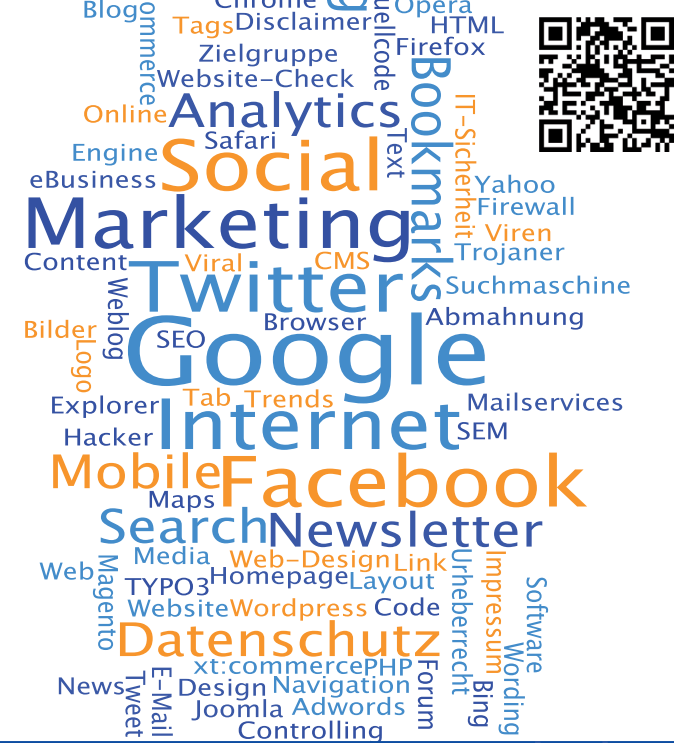 Blog
Chrome
Opera
Tags
Disclaimer
HTML
Zielgruppe
Firefox
Website-Check
Online
Analytics
Bookmarks
IT-Sicherheit
Safari
Text
Engine
Social
eBusiness
Yahoo
Marketing
Firewall
Viren
Content
Viral
CMS
Trojaner
Twitter
Suchmaschine
Weblog
Browser
Abmahnung
Bilder
SEO
Logo
Google
Explorer
Tab
Trends
Mailservices
Internet
Hacker
SEM
Mobile
Facebook
Maps
Search
Newsletter
Media
Web-Design
Link
Web
Magento
TYPO3
Homepage
Layout
Urheberrecht
Impressum
Software
Website
Wordpress
Code
Datenschutz
Wording
xt:commerce
PHP
News
Tweet
E-Mail
Design
Navigation
Forum
Bing
Joomla
Adwords
Controlling